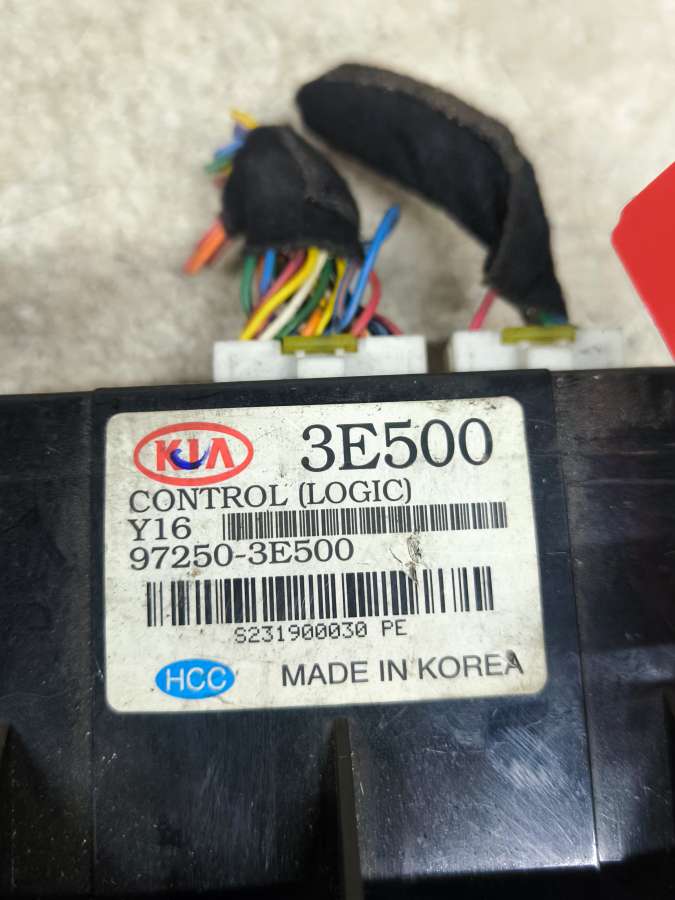 KIA 3E500
CONTROL (LOGIC)
Y16
97250-3E500
S231900030 PE
HCC MADE IN KOREA